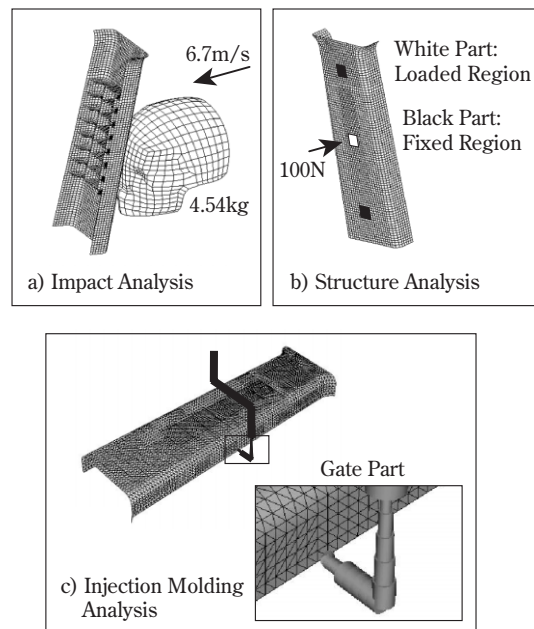 6.7m/s
4.54kg
a) Impact Analysis
White Part:
Loaded Region
Black Part:
Fixed Region
100N
b) Structure Analysis
Gate Part
c) Injection Molding
Analysis